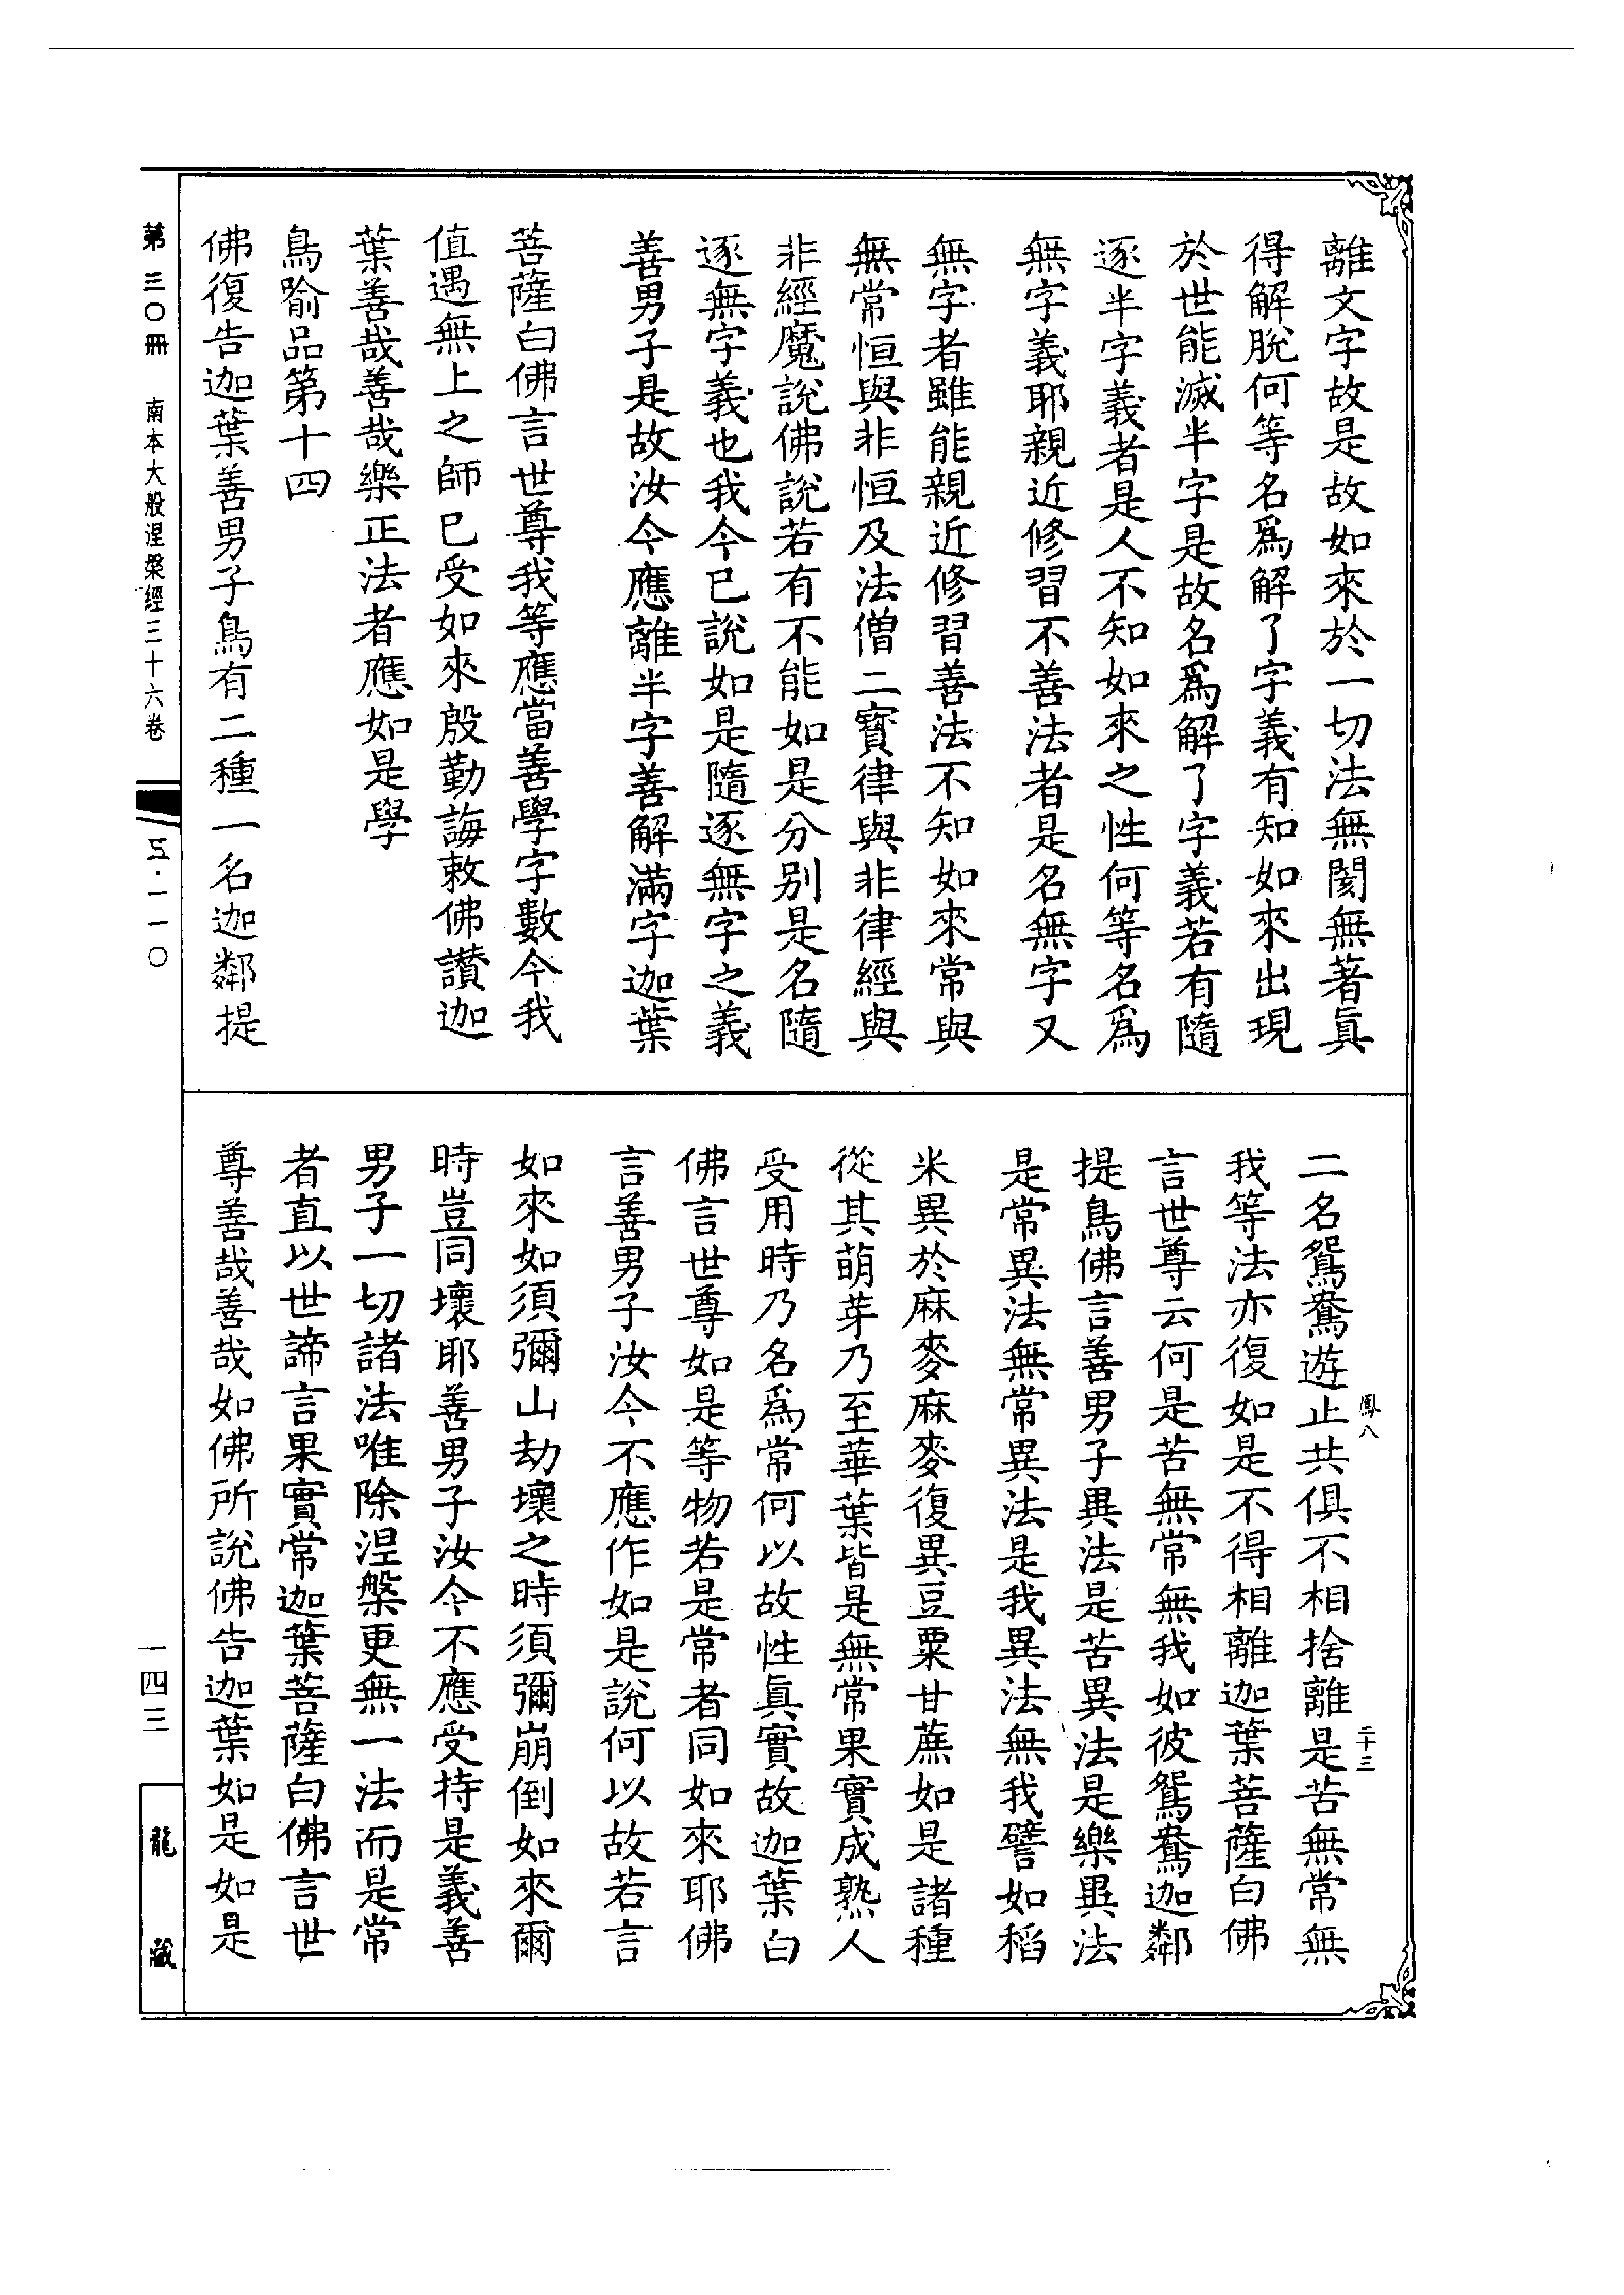 離文字故是故如來於一切法無閡無著真
得解脫何等名爲解了字義有知如來出現
於世能滅半字是故名爲解了字義若有隨
逐半字義者是人不知如來之性何等名爲
無字義耶親近修習不善法者是名無字又
無字者雖能親近修習善法不知如來常與
無常恒與非恒及法僧二寶律與非律經與
非經魔說佛說若有不能如是分別是名隨
逐無字義也我今已說如是隨逐無字之義
善男子是故汝今應離半字善解滿字迦葉
菩薩白佛言世尊我等應當善學字數今我
值遇無上之師已受如來殷勤誨敕佛讚迦
葉善哉善哉樂正法者應如是學
鳥喻品第十四
佛復告迦葉善男子鳥有二種一名迦鄰提
二名鴛鴦遊止共俱不相捨離是苦無常無
我等法亦復如是不得相離迦葉菩薩白佛
言世尊云何是苦無常無我如彼鴛鴦迦鄰
提鳥佛言善男子異法是苦異法是樂異法
是常異法無常異法是我異法無我譬如稻
米異於麻麥麻麥復異豆粟甘蔗如是諸種
從其萌芽乃至華葉皆是無常果實成熟人
受用時乃名爲常何以故性真實故迦葉白
佛言世尊如是等物若是常者同如來耶佛
言善男子汝今不應作如是說何以故若言
如來如須彌山劫壞之時須彌崩倒如來爾
時豈同壞耶善男子汝今不應受持是義善
男子一切諸法唯除涅槃更無一法而是常
者直以世諦言果實常迦葉菩薩白佛言世
尊善哉善哉如佛所說佛告迦葉如是如是
鳳八
二十三
第三〇冊 南本大般涅槃經三十六卷
五·一一〇
一四三
龍藏